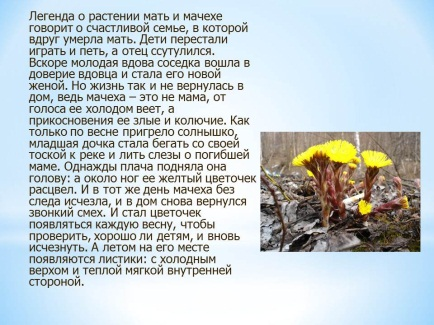 Легенда о растении мать и мачехе
говорит о счастливой семье, в которой
вдруг умерла мать. Дети перестали
играть и петь, а отец ссутулился.
Вскоре молодая вдова соседка вошла в
доверие вдовца и стала его новой
женой. Но жизнь так и не вернулась в
дом, ведь мачеха – это не мама, от
голоса ее холодом веет, а
прикосновения ее злые и колючие. Как
только по весне пригрело солнышко,
младшая дочка стала бегать со своей
тоской к реке и лить слезы о погибшей
маме. Однажды плача подняла она
голову: а около ног ее желтый цветочек
расцвел. И в тот же день мачеха без
следа исчезла, и в дом снова вернулся
звонкий смех. И стал цветочек
появляться каждую весну, чтобы
проверить, хорошо ли детям, и вновь
исчезнуть. А летом на его месте
появляются листики: с холодным
верхом и теплой мягкой внутренней
стороной.